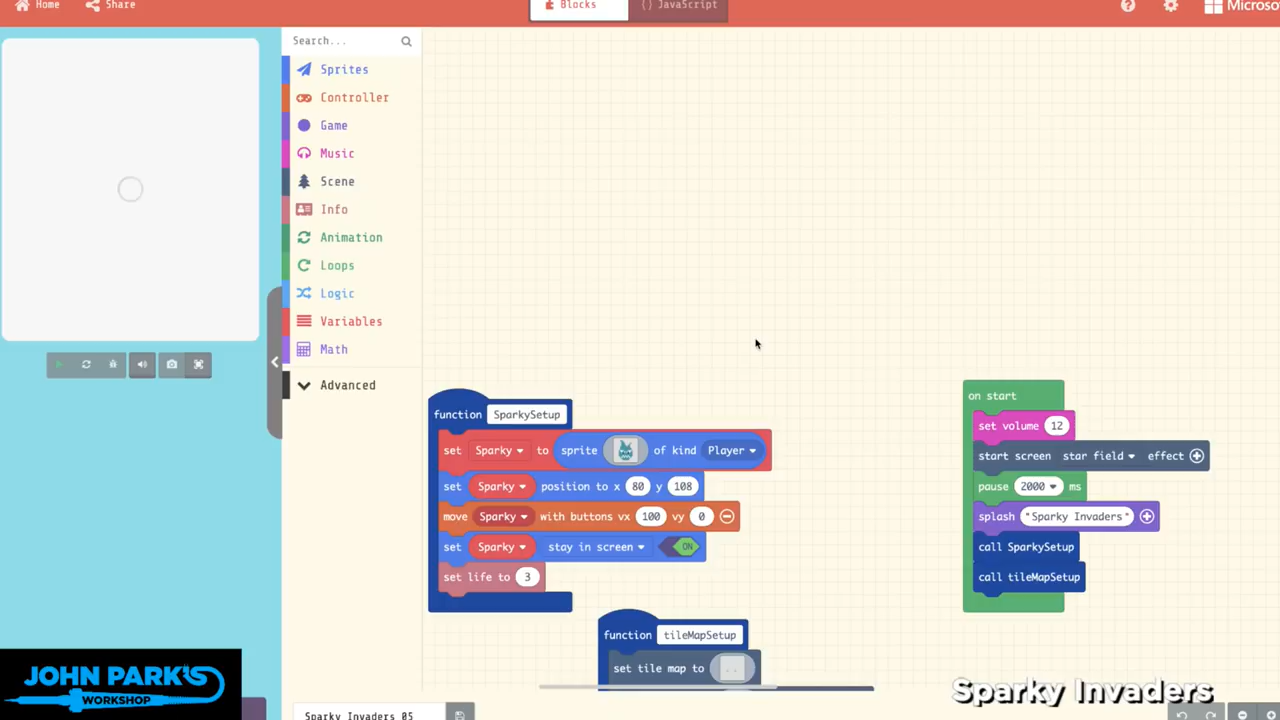 Home
Share
Blocks
{} JavaScript
Microso
Search...
Sprites
Controller
Game
Music
Scene
Info
Animation
Loops
Logic
Variables
Math
Advanced
function SparkySetup
set Sparky to sprite of kind Player
set Sparky position to x 80 y 108
move Sparky with buttons vx 100 vy 0
set Sparky stay in screen ON
set life to 3
function tileMapSetup
set tile map to
on start
set volume 12
start screen star field effect
pause 2000 ms
splash "Sparky Invaders"
call SparkySetup
call tileMapSetup
JOHN PARK'S
WORKSHOP
Sparky Invaders
Sparky Invaders 05